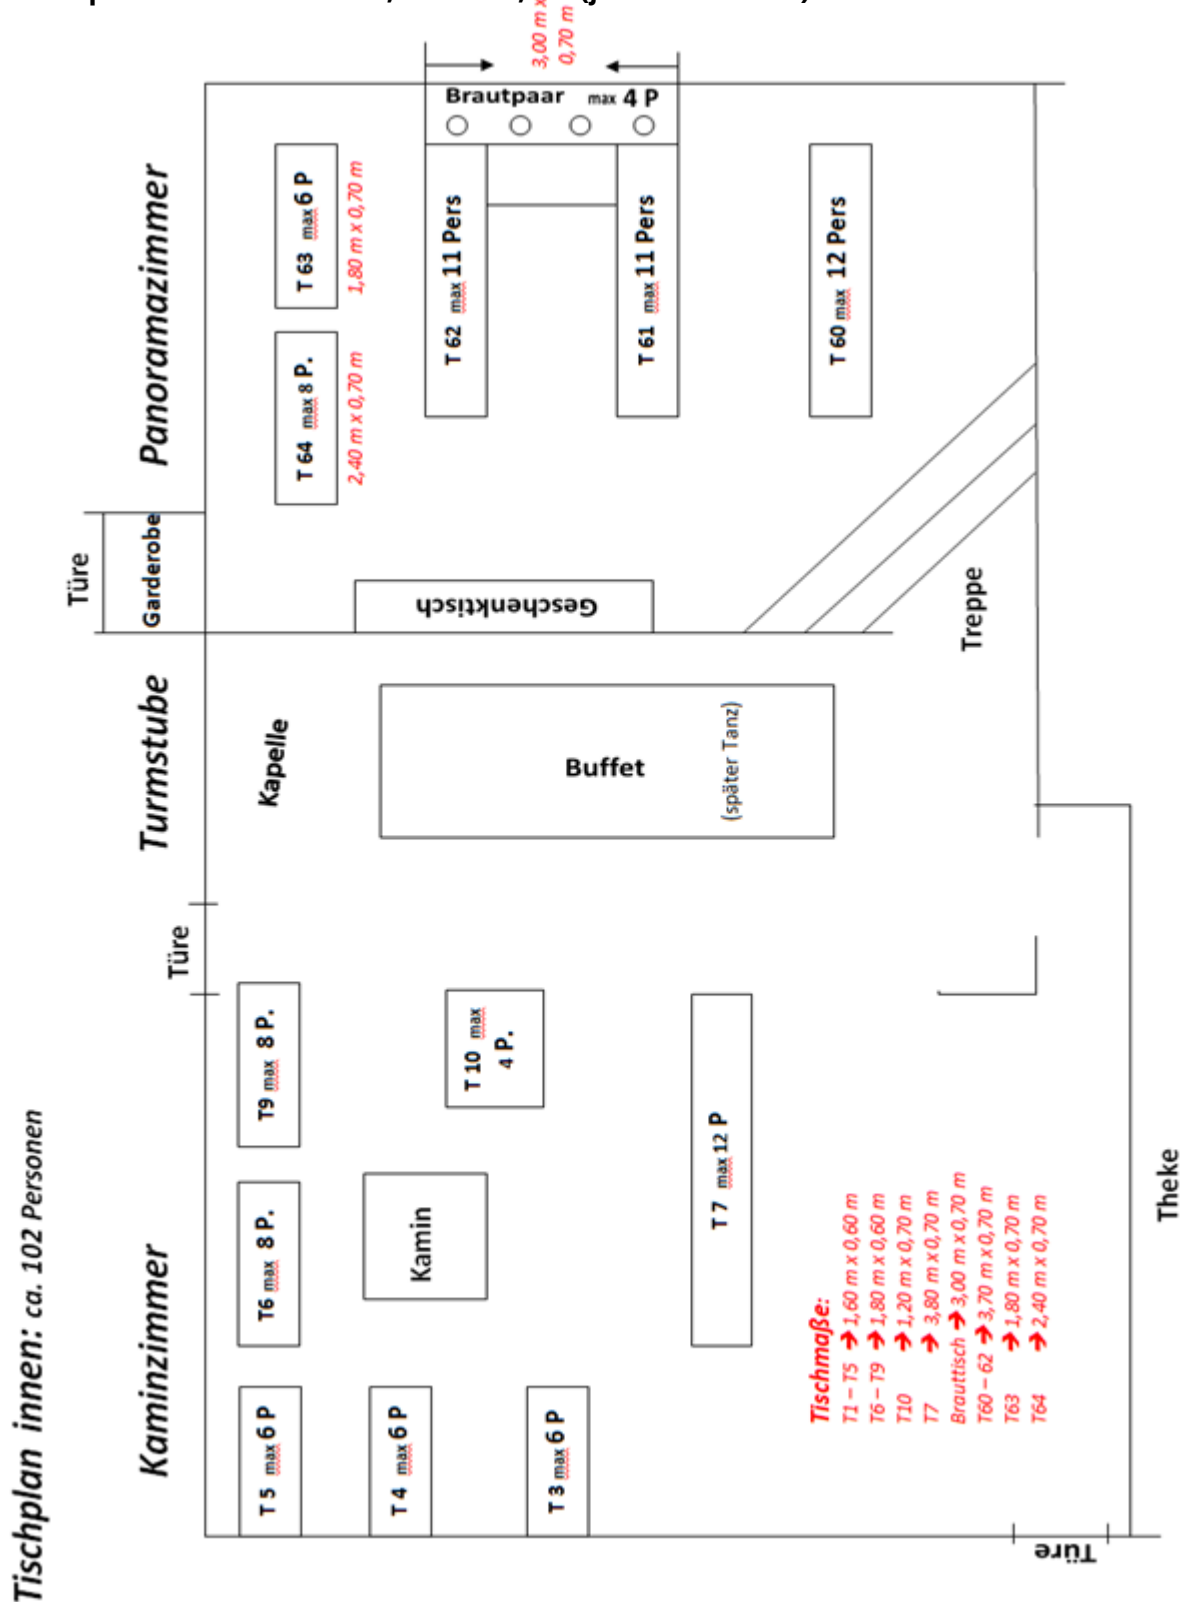 Tischplan innen: ca. 102 Personen
Kaminzimmer
Turmstube
Panoramazimmer
Türe
Türe
Garderobe
T 5 max 6 P
T6 max 8 P.
T9 max 8 P.
Kapelle
T 64 max 8 P.
2,40 m x 0,70 m
T 63 max 6 P
1,80 m x 0,70 m
T 4 max 6 P
Kamin
T 10 max
4 P.
T 3 max 6 P
Buffet
(später Tanz)
Geschenktisch
T 62 max 11 Pers
Brautpaar max 4 P
3,00 m x
0,70 m
T 61 max 11 Pers
T 7 max 12 P
T 60 max 12 Pers
Treppe
Tischmaße:
T1 – T5 ➔ 1,60 m x 0,60 m
T6 – T9 ➔ 1,80 m x 0,60 m
T10 ➔ 1,20 m x 0,70 m
T7 ➔ 3,80 m x 0,70 m
Brauttisch ➔ 3,00 m x 0,70 m
T60 – 62 ➔ 3,70 m x 0,70 m
T63 ➔ 1,80 m x 0,70 m
T64 ➔ 2,40 m x 0,70 m
Türe
Theke